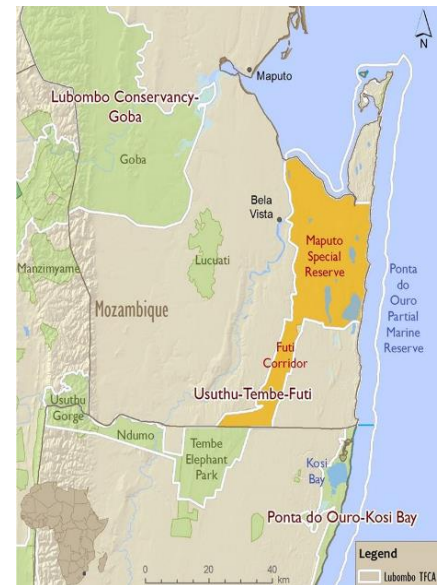 N
Maputo
Lubombo Conservancy-
Goba
Goba
Bela
Vista
Maputo
Special
Reserve
Lucuati
Manzimyame
Mozambique
Ponta
do Ouro
Partial
Marine
Reserve
Futi
Corridor
Usuthu-Tembe-Futi
Usuthu
Gorge
Ndumo
Tembe
Elephant
Park
Kosi
Bay
Ponta do Ouro-Kosi Bay
0 20 40
km
Legend
Lubombo TFCA